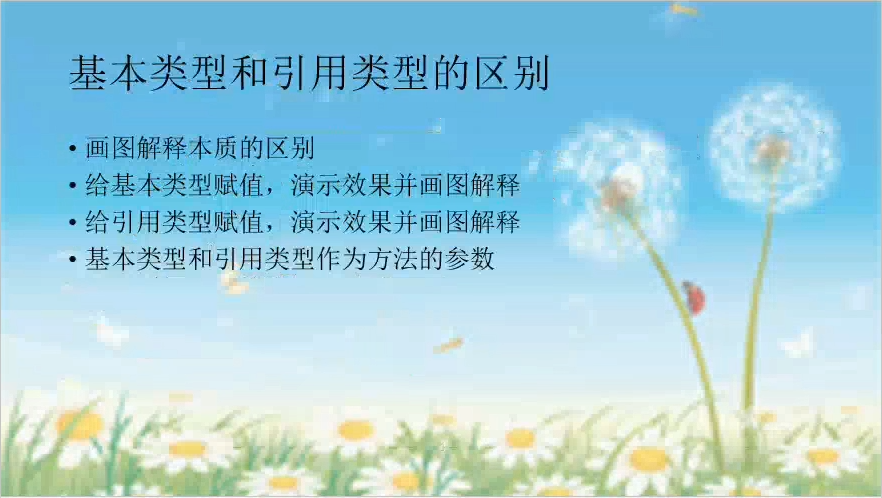 基本类型和引用类型的区别
• 画图解释本质的区别
• 给基本类型赋值，演示效果并画图解释
• 给引用类型赋值，演示效果并画图解释
• 基本类型和引用类型作为方法的参数